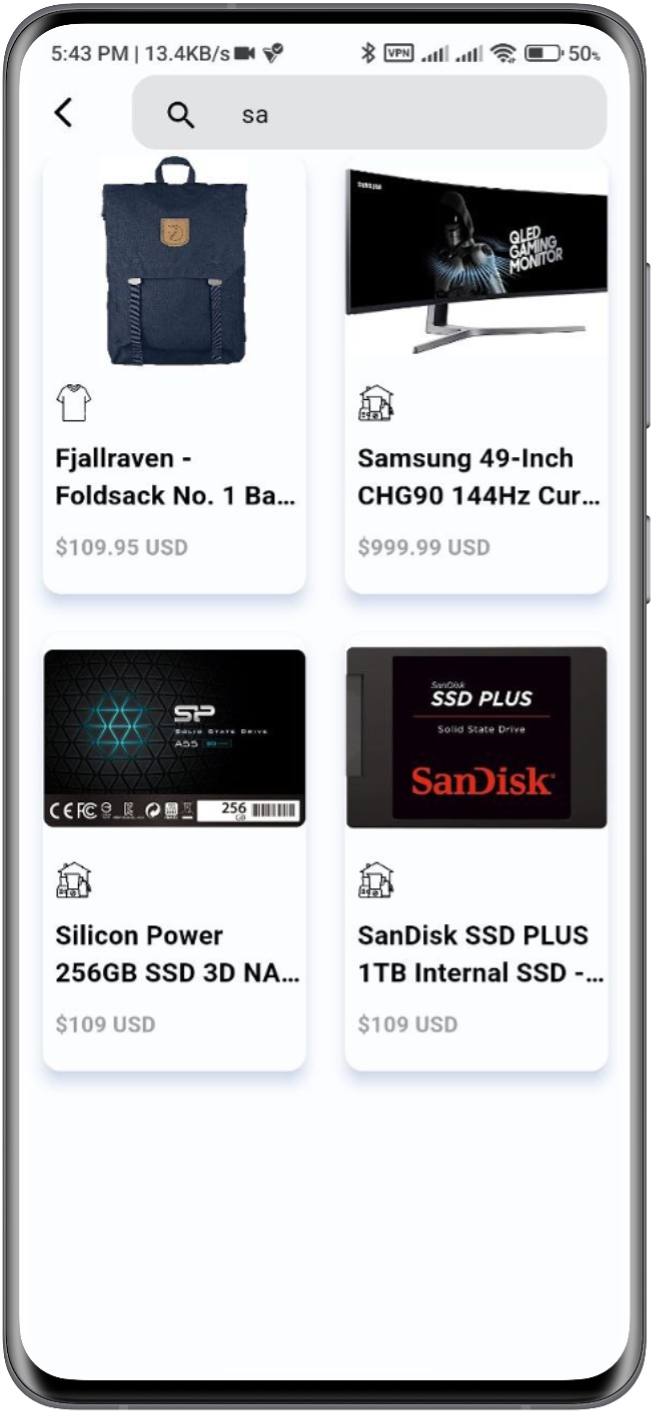 5:43 PM | 13.4KB/s VPN 50%
sa
SAMSUNG
QLED
GAMING
MONITOR
Fjallraven -
Foldsack No. 1 Ba...
$109.95 USD
Samsung 49-Inch
CHG90 144Hz Cur...
$999.99 USD
SP
SOLID STATE DRIVE
A55
256
GB
SanDisk
SSD PLUS
Solid State Drive
SanDisk
Silicon Power
256GB SSD 3D NA...
$109 USD
SanDisk SSD PLUS
1TB Internal SSD -...
$109 USD